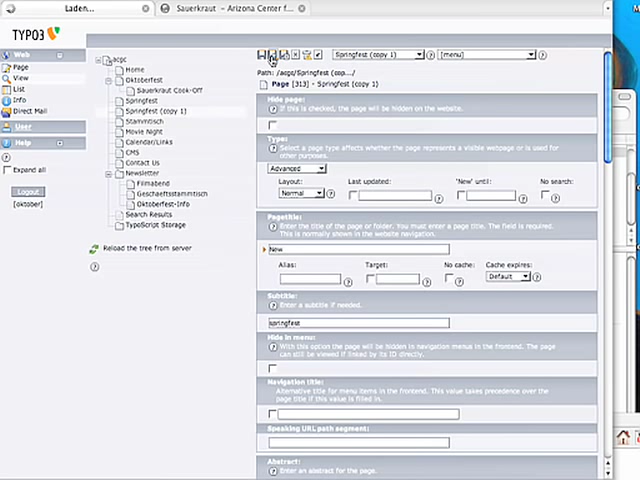 Laden...
Sauerkraut – Arizona Center f...
TYPO3
Web
Page
View
List
Info
Direct Mail
User
Help
Expand all
Logout
[oktober]
acpc
Home
Oktoberfest
Sauerkraut Cook-Off
Springfest
Springfest (copy 1)
Stammtisch
Movie Night
Calendar/Links
CMS
Contact Us
Newsletter
Filmabend
Geschaeftsstammtisch
Oktoberfest-Info
Search Results
TypoScript Storage
Reload the tree from server
Springfest (copy 1)
[menu]
Path: /acgs/Springfest (cop.../
Page [313] - Springfest (copy 1)
Hide page:
If this is checked, the page will be hidden on the website.
Type:
Select a page type affects whether the page represents a visible webpage or is used for
other purposes.
Advanced
Layout: Last updated: 'New' until: No search:
Normal
Pagetitle:
Enter the title of the page or folder. You must enter a page title. The field is required.
This is normally shown in the website navigation.
New
Alias: Target: No cache: Cache expires:
Default
Subtitle:
Enter a subtitle if needed.
springfest
Hide in menu:
With this option the page will be hidden in navigation menus in the frontend. The page
can still be viewed if linked by its ID directly.
Navigation title:
Alternative title for menu items in the frontend. This value takes precedence over the
page title if this value is filled in.
Speaking URL path segment:
Abstract:
Enter an abstract for the page.